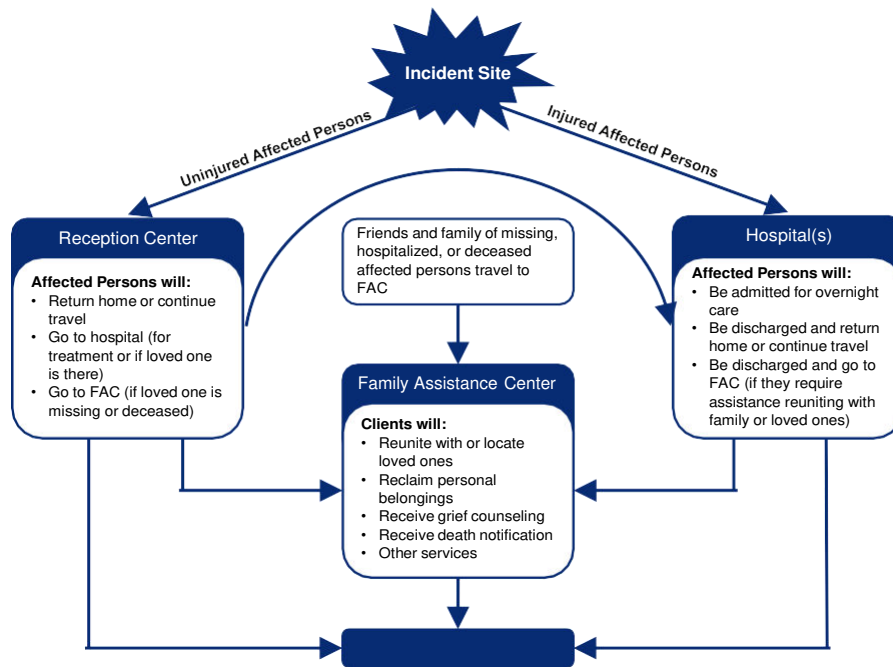 Incident Site
Uninjured Affected Persons
Injured Affected Persons
Reception Center
Affected Persons will:
• Return home or continue
travel
• Go to hospital (for
treatment or if loved one
is there)
• Go to FAC (if loved one is
missing or deceased)
Friends and family of missing,
hospitalized, or deceased
affected persons travel to
FAC
Hospital(s)
Affected Persons will:
• Be admitted for overnight
care
• Be discharged and return
home or continue travel
• Be discharged and go to
FAC (if they require
assistance reuniting with
family or loved ones)
Family Assistance Center
Clients will:
• Reunite with or locate
loved ones
• Reclaim personal
belongings
• Receive grief counseling
• Receive death notification
• Other services